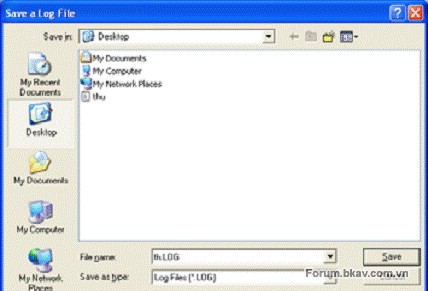 Save a Log File
Save in:
Desktop
My Recent
Documents
Desktop
My Documents
My Computer
My Network
Places
My Documents
My Computer
My Network Places
thu
File name:
th.LOG
Save
Save as type:
Log Files (*.LOG)
Forum.bkav.com.vn